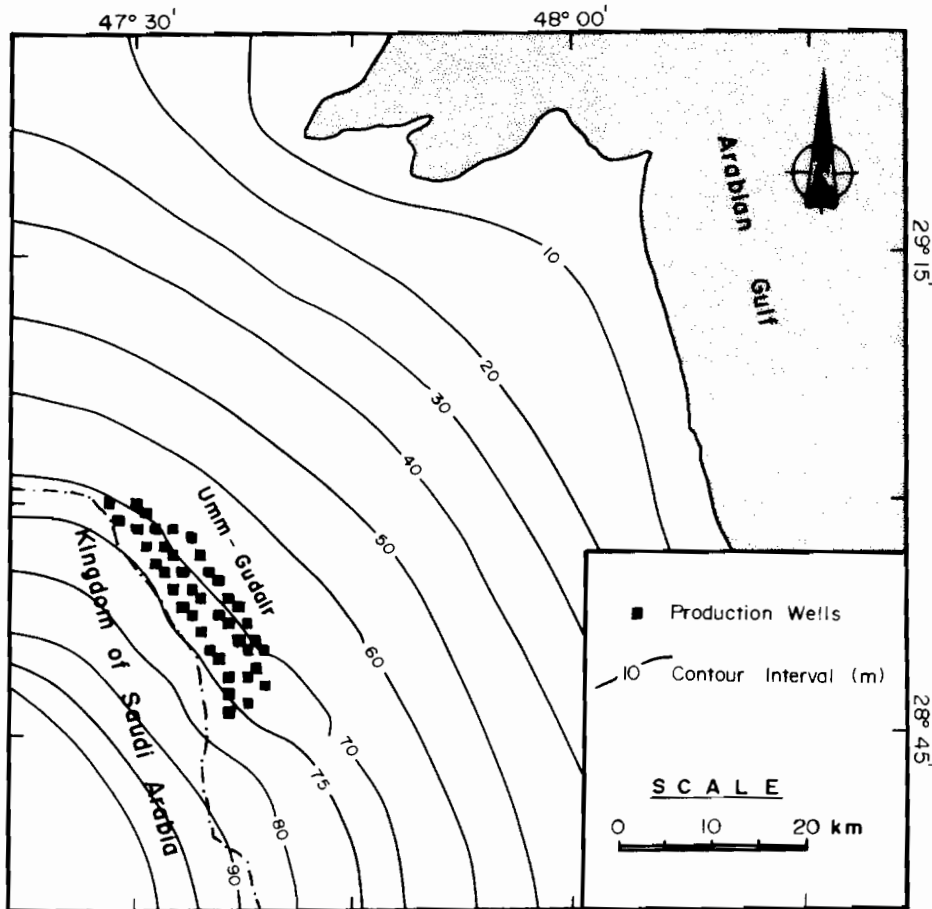 47° 30'
48° 00'
Arabian Gulf
29° 15'
10
20
30
40
50
60
70
75
80
90
Umm - Gudair
Kingdom of Saudi Arabia
28° 45'
Production Wells
10 Contour Interval (m)
SCALE
0 10 20 km